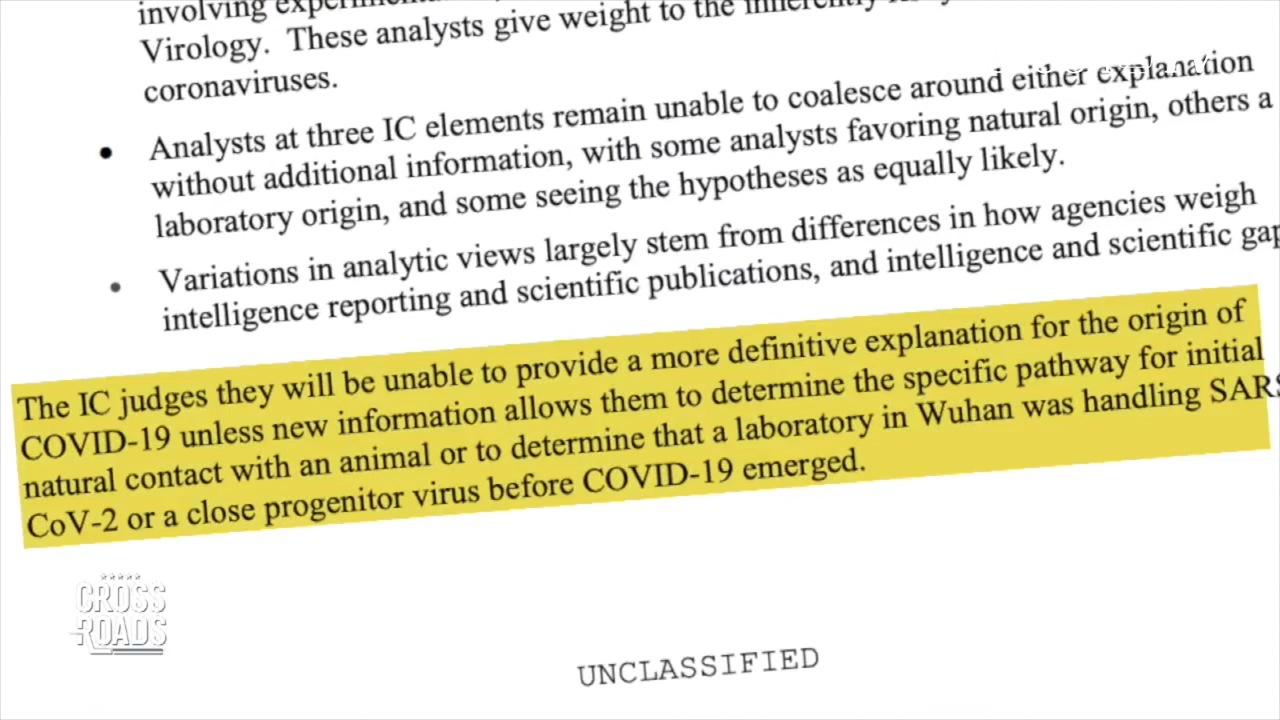 involving
Virology. These analysts give weight to the inherently
coronaviruses.
• Analysts at three IC elements remain unable to coalesce around either explanation
without additional information, with some analysts favoring natural origin, others a
laboratory origin, and some seeing the hypotheses as equally likely.
• Variations in analytic views largely stem from differences in how agencies weigh
intelligence reporting and scientific publications, and intelligence and scientific
The IC judges they will be unable to provide a more definitive explanation for the origin of
COVID-19 unless new information allows them to determine the specific pathway for initial
natural contact with an animal or to determine that a laboratory in Wuhan was handling SARS
CoV-2 or a close progenitor virus before COVID-19 emerged.
CROSS
ROADS
UNCLASSIFIED